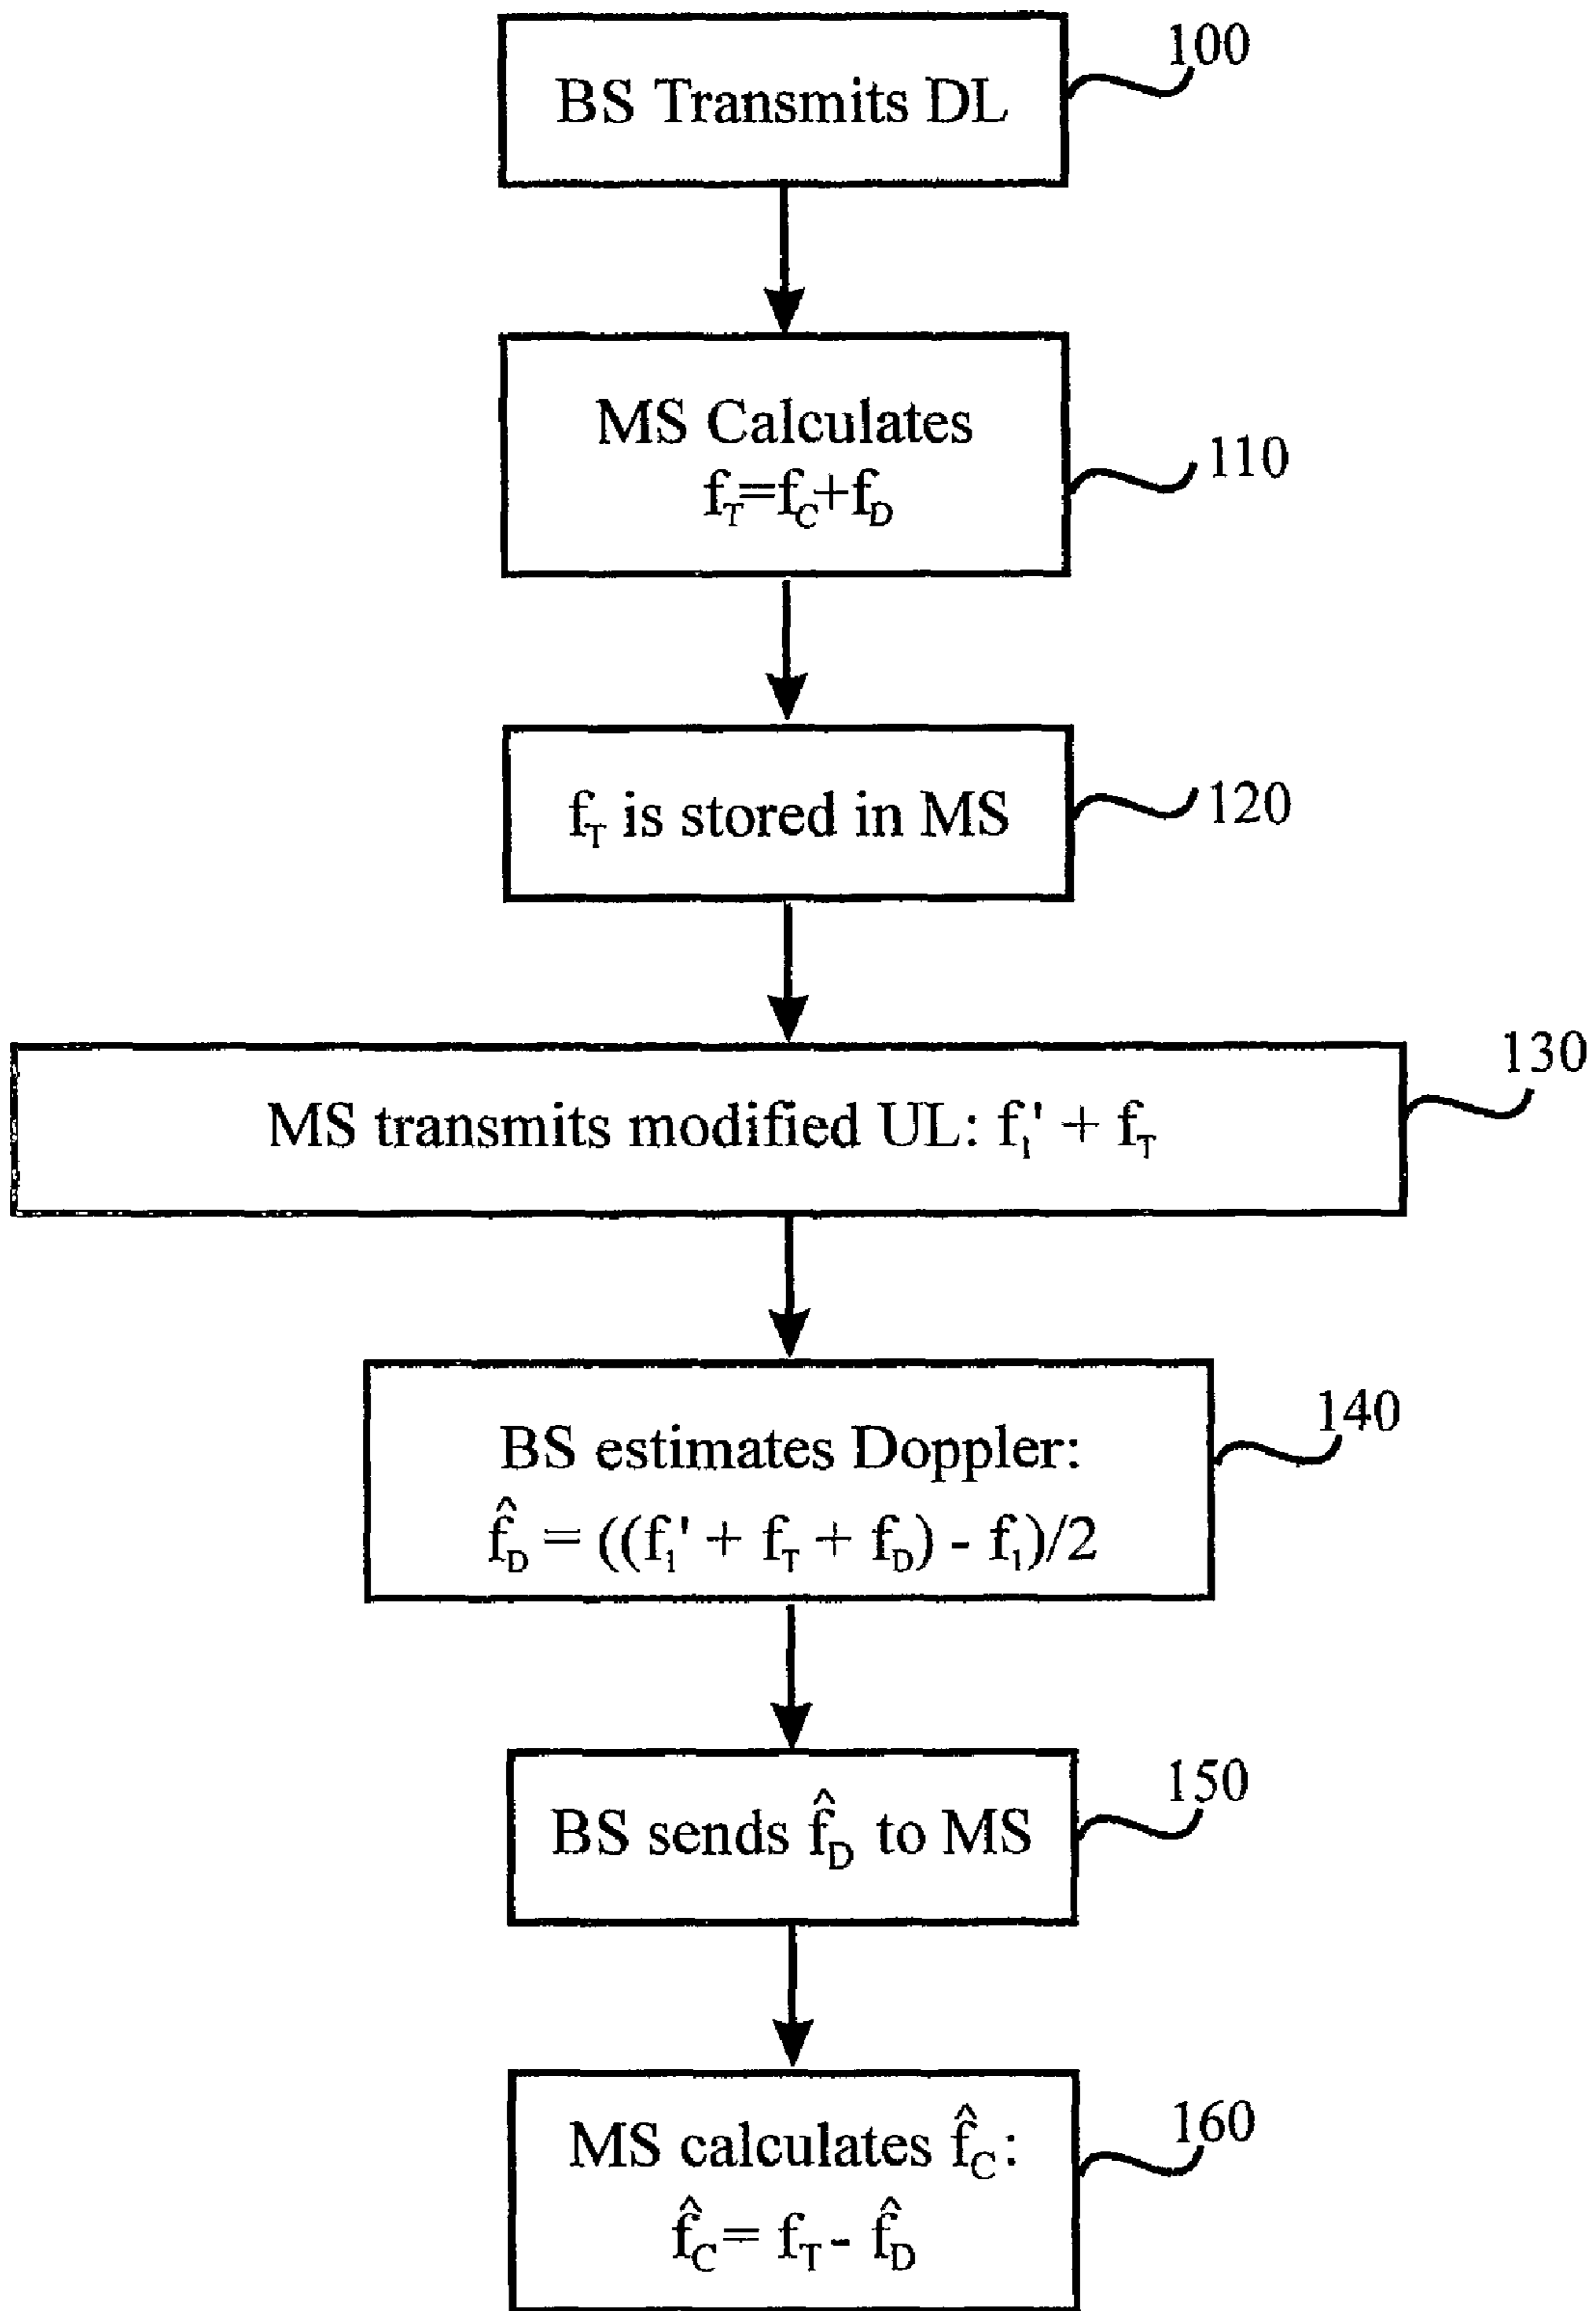 BS Transmits DL
100
MS Calculates
f_T=f_C+f_D
110
f_T is stored in MS
120
MS transmits modified UL: f_1' + f_T
130
BS estimates Doppler:
f̂_D = ((f_1' + f_T + f_D) - f_1)/2
140
BS sends f̂_D to MS
150
MS calculates f̂_C:
f̂_C = f_T - f̂_D
160